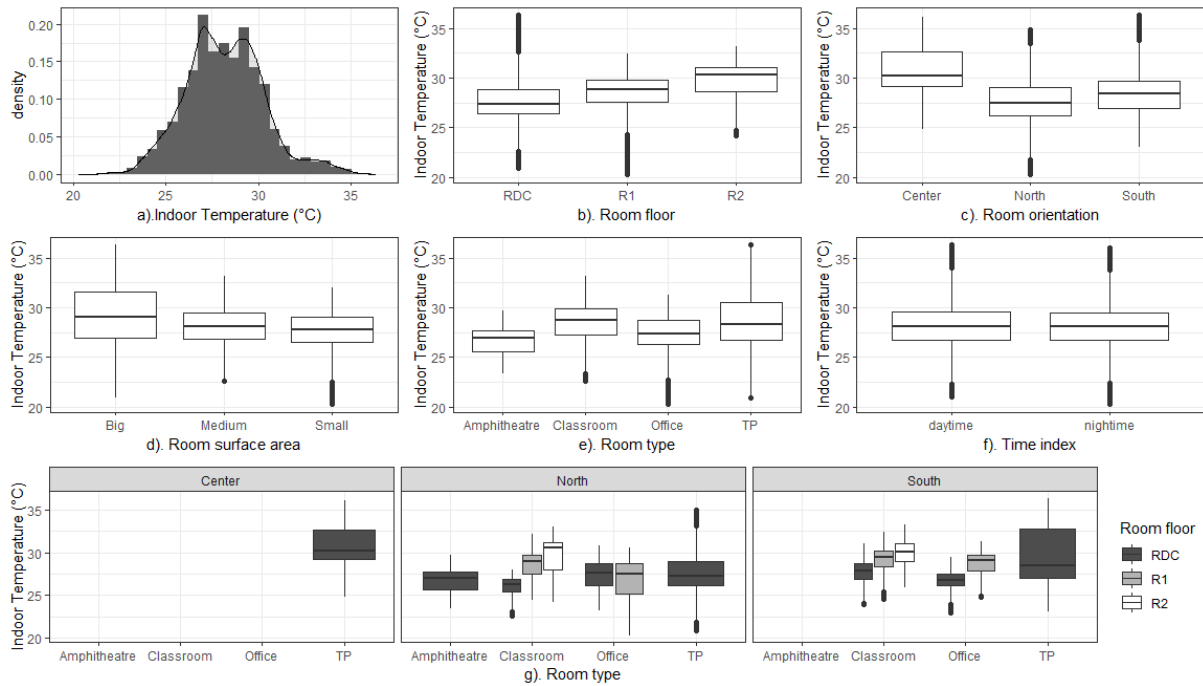 density
0.20
0.15
0.10
0.05
0.00
20 25 30 35
a).Indoor Temperature (°C)
Indoor Temperature (°C)
35
30
25
20
RDC R1 R2
b). Room floor
Indoor Temperature (°C)
35
30
25
20
Center North South
c). Room orientation
Indoor Temperature (°C)
35
30
25
20
Big Medium Small
d). Room surface area
Indoor Temperature (°C)
35
30
25
20
Amphitheatre Classroom Office TP
e). Room type
Indoor Temperature (°C)
35
30
25
20
daytime nightime
f). Time index
Center North South
Indoor Temperature (°C)
35
30
25
20
Amphitheatre Classroom Office TP Amphitheatre Classroom Office TP Amphitheatre Classroom Office TP
g). Room type
Room floor
RDC
R1
R2